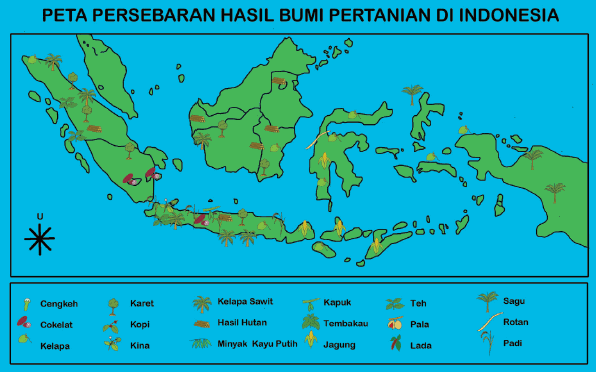 PETA PERSEBARAN HASIL BUMI PERTANIAN DI INDONESIA
U
Cengkeh
Cokelat
Kelapa
Karet
Kopi
Kina
Kelapa Sawit
Hasil Hutan
Minyak Kayu Putih
Kapuk
Tembakau
Jagung
Teh
Pala
Lada
Sagu
Rotan
Padi